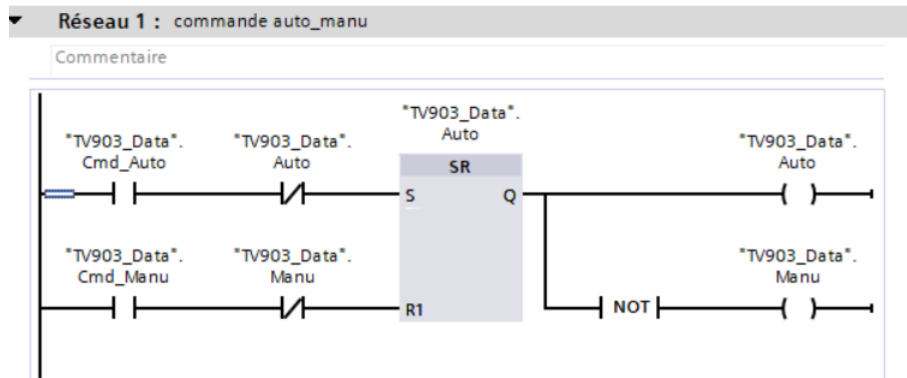 Réseau 1 : commande auto_manu
Commentaire
"TV903_Data".
Auto
"TV903_Data".
Cmd_Auto
"TV903_Data".
Auto
"TV903_Data".
Auto
SR
S
Q
"TV903_Data".
Cmd_Manu
"TV903_Data".
Manu
"TV903_Data".
Manu
R1
NOT